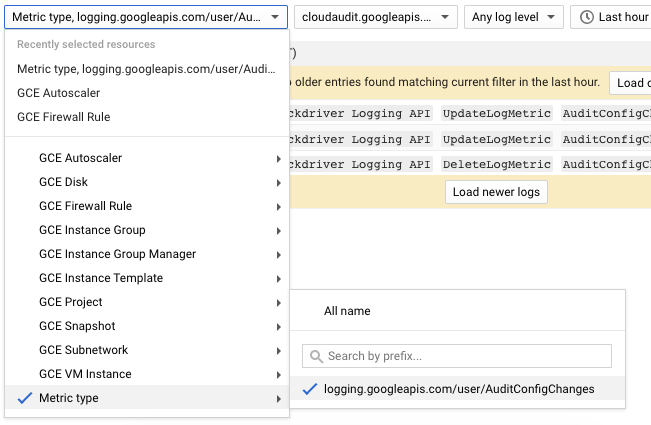 Metric type, logging.googleapis.com/user/Au...
cloudaudit.googleapis....
Any log level
Last hour
Recently selected resources
Metric type, logging.googleapis.com/user/Audi...
GCE Autoscaler
GCE Firewall Rule
older entries found matching current filter in the last hour.
Load
ckdriver Logging API UpdateLogMetric AuditConfigCh
ckdriver Logging API UpdateLogMetric AuditConfigCh
ckdriver Logging API DeleteLogMetric AuditConfigCh
Load newer logs
GCE Autoscaler
GCE Disk
GCE Firewall Rule
GCE Instance Group
GCE Instance Group Manager
GCE Instance Template
GCE Project
GCE Snapshot
GCE Subnetwork
GCE VM Instance
Metric type
All name
Search by prefix...
logging.googleapis.com/user/AuditConfigChanges